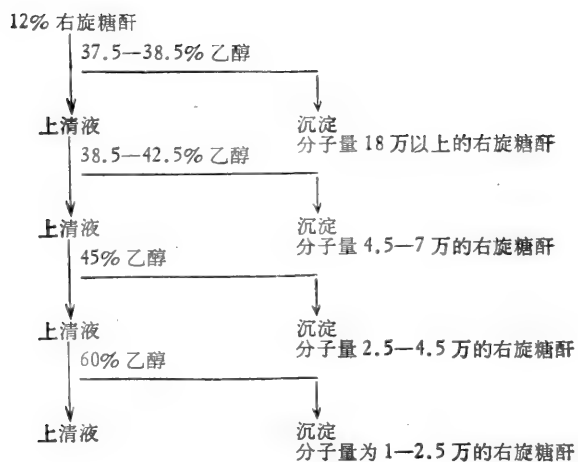 12% 右旋糖酐
37.5—38.5% 乙醇
上清液
沉淀
分子量 18 万以上的右旋糖酐
38.5—42.5% 乙醇
上清液
沉淀
分子量 4.5—7 万的右旋糖酐
45% 乙醇
上清液
沉淀
分子量 2.5—4.5 万的右旋糖酐
60% 乙醇
上清液
沉淀
分子量为 1—2.5 万的右旋糖酐